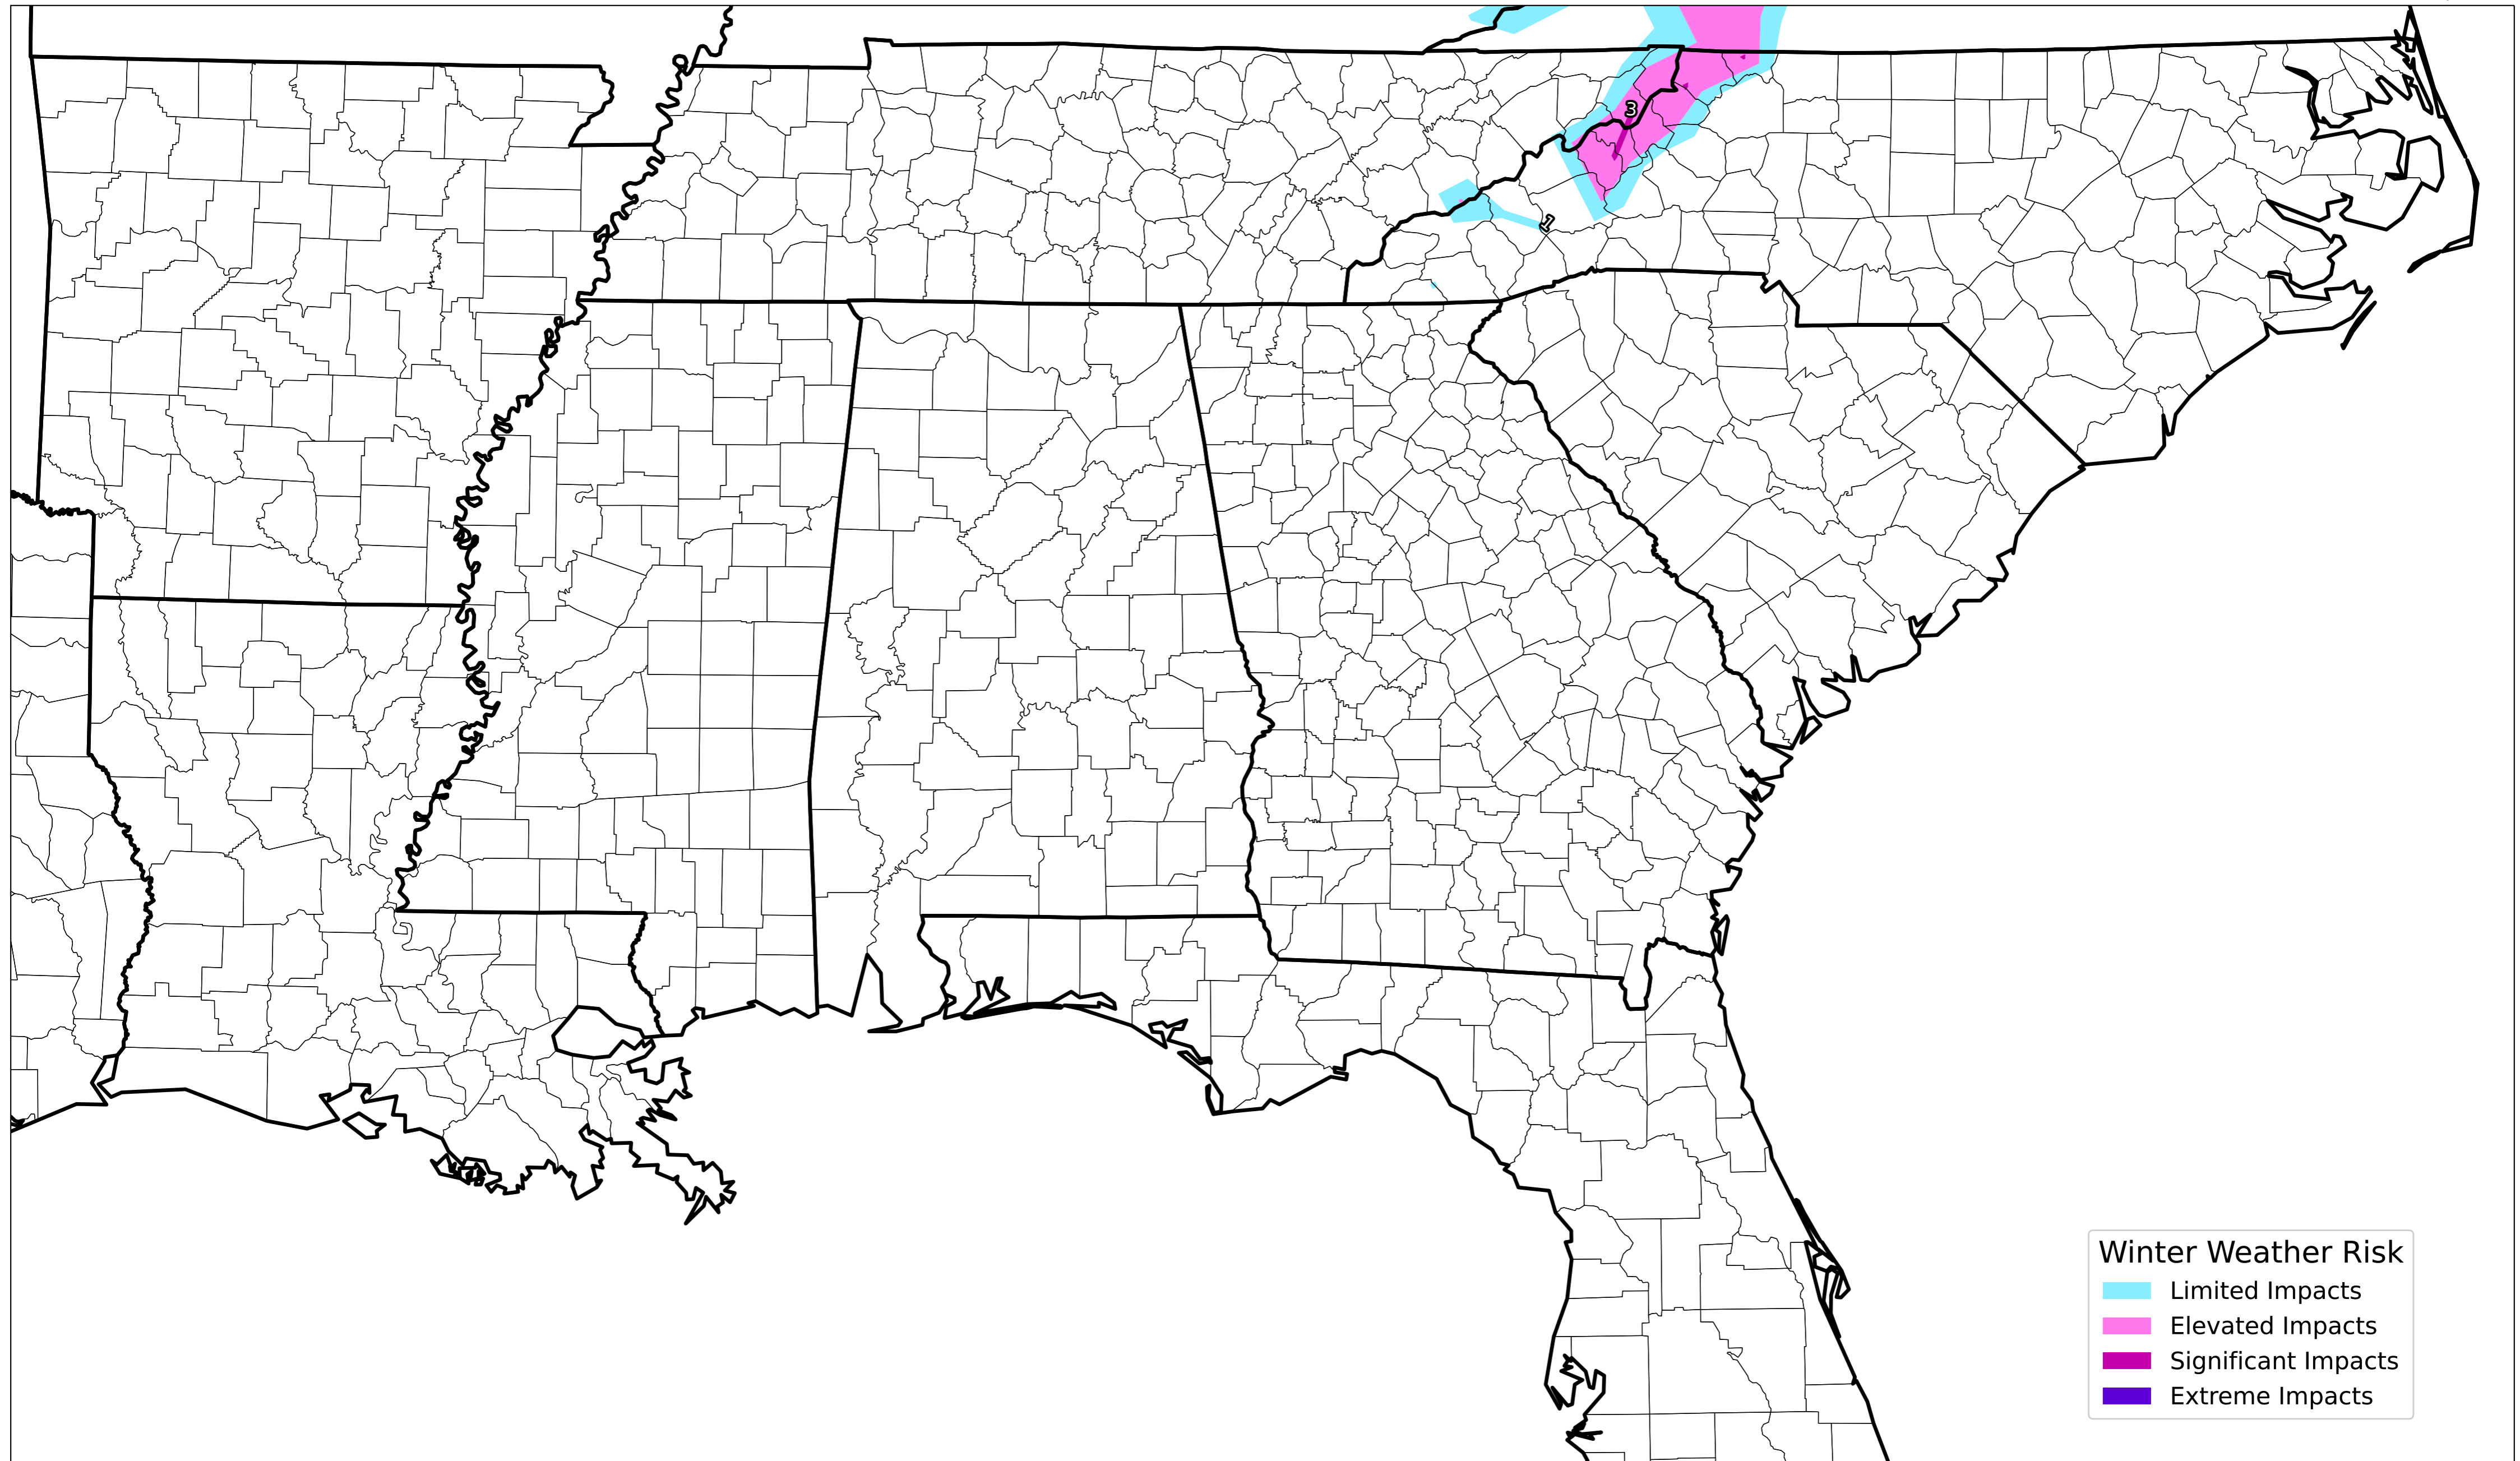 3
1
Winter Weather Risk
Limited Impacts
Elevated Impacts
Significant Impacts
Extreme Impacts